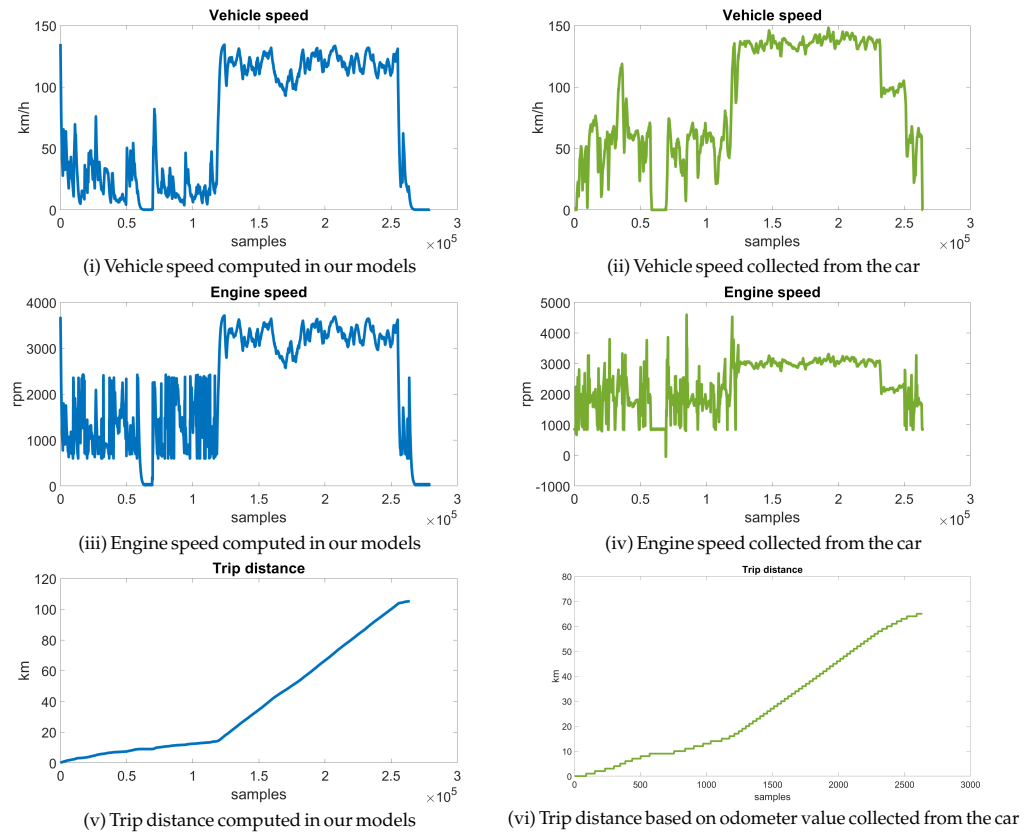 Vehicle speed
150
100
50
0
km/h
0 0.5 1 1.5 2 2.5 3
samples
×10^5
(i) Vehicle speed computed in our models
Vehicle speed
150
100
50
0
km/h
0 0.5 1 1.5 2 2.5 3
samples
×10^5
(ii) Vehicle speed collected from the car
Engine speed
4000
3000
2000
1000
0
rpm
0 0.5 1 1.5 2 2.5 3
samples
×10^5
(iii) Engine speed computed in our models
Engine speed
5000
4000
3000
2000
1000
0
-1000
rpm
0 0.5 1 1.5 2 2.5 3
samples
×10^5
(iv) Engine speed collected from the car
Trip distance
120
100
80
60
40
20
0
km
0 0.5 1 1.5 2 2.5 3
samples
×10^5
(v) Trip distance computed in our models
Trip distance
80
70
60
50
40
30
20
10
0
km
0 500 1000 1500 2000 2500 3000
samples
(vi) Trip distance based on odometer value collected from the car